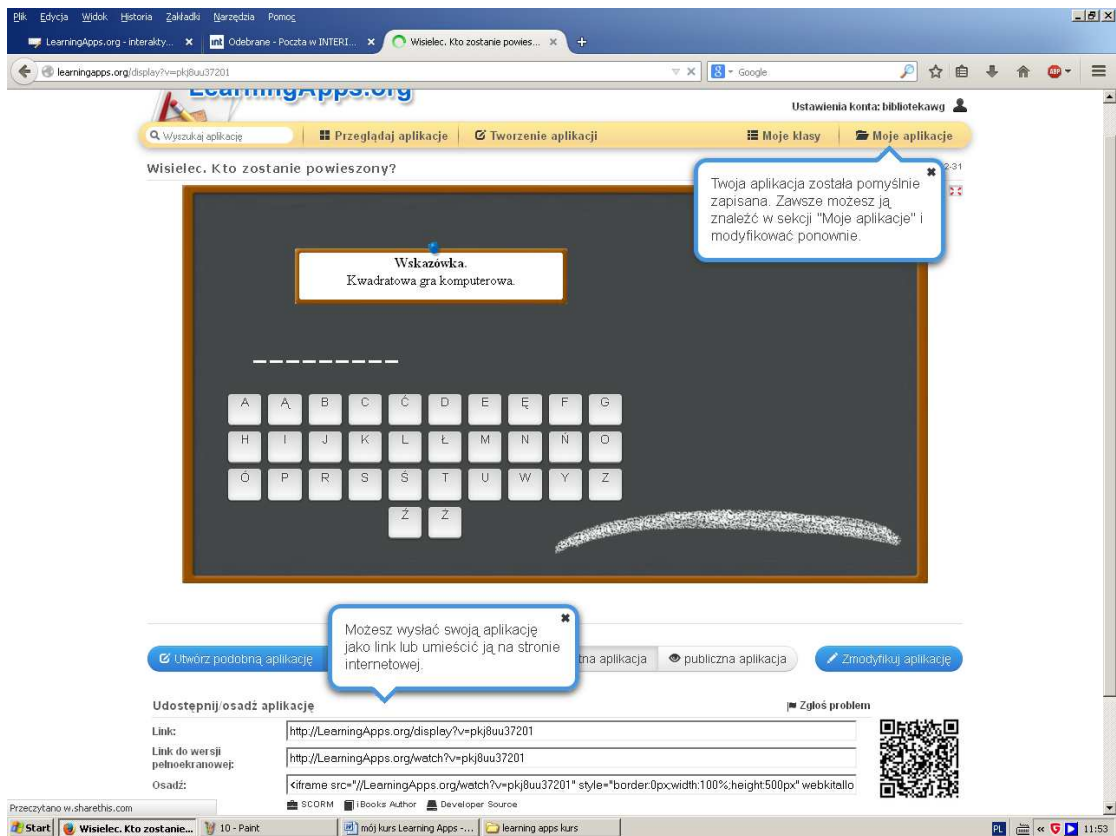 Plik Edycja Widok Historia Zakładki Narzędzia Pomoc
LearningApps.org - interakty... Odebrane - Poczta w INTERI... Wisielec. Kto zostanie powies...
learningapps.org/display?v=pkj8uu37201 Google
LearningApps.org
Ustawienia konta: bibliotekawg
Wyszukaj aplikację Przeglądaj aplikacje Tworzenie aplikacji Moje klasy Moje aplikacje
Wisielec. Kto zostanie powieszony? 2-31
Twoja aplikacja została pomyślnie
zapisana. Zawsze możesz ją
znaleźć w sekcji "Moje aplikacje" i
modyfikować ponownie.
Wskazówka.
Kwadratowa gra komputerowa.
_ _ _ _ _ _ _ _ _
A Ą B C Ć D E Ę F G
H I J K L Ł M N Ń O
Ó P R S Ś T U W Y Z
Ź Ż
Możesz wysłać swoją aplikację
jako link lub umieścić ją na stronie
internetowej.
Utwórz podobną aplikację tna aplikacja publiczna aplikacja Zmodyfikuj aplikację
Udostępnij/osadź aplikację Zgłoś problem
Link: http://LearningApps.org/display?v=pkj8uu37201
Link do wersji
pełnoekranowej: http://LearningApps.org/watch?v=pkj8uu37201
Osadź: <iframe src="//LearningApps.org/watch?v=pkj8uu37201" style="border:0px;width:100%;height:500px" webkitallo
SCORM iBooks Author Developer Source
Przeczytano w.sharethis.com
Start Wisielec. Kto zostanie... 10 - Paint mój kurs Learning Apps -... learning apps kurs PL 11:53